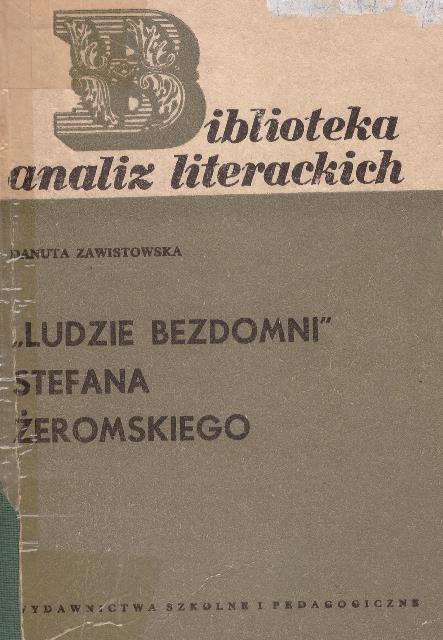 Biblioteka
analiz literackich
DANUTA ZAWISTOWSKA
„LUDZIE BEZDOMNI”
STEFANA
ŻEROMSKIEGO
WYDAWNICTWA SZKOLNE I PEDAGOGICZNE